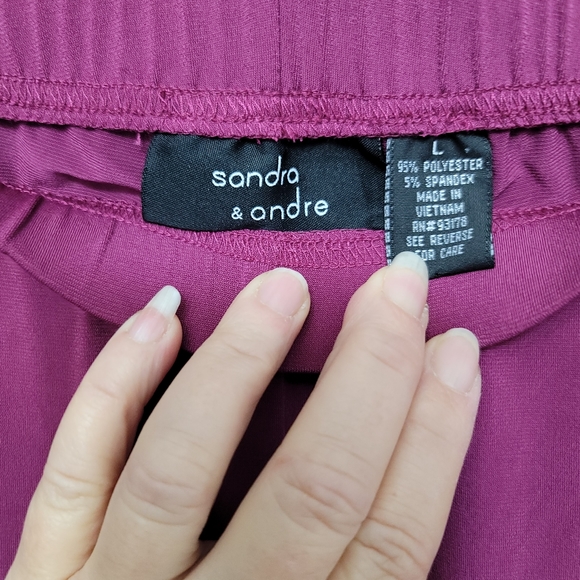 sandra
& andre
L
95% POLYESTER
5% SPANDEX
MADE IN
VIETNAM
RN#93178
SEE REVERSE
FOR CARE